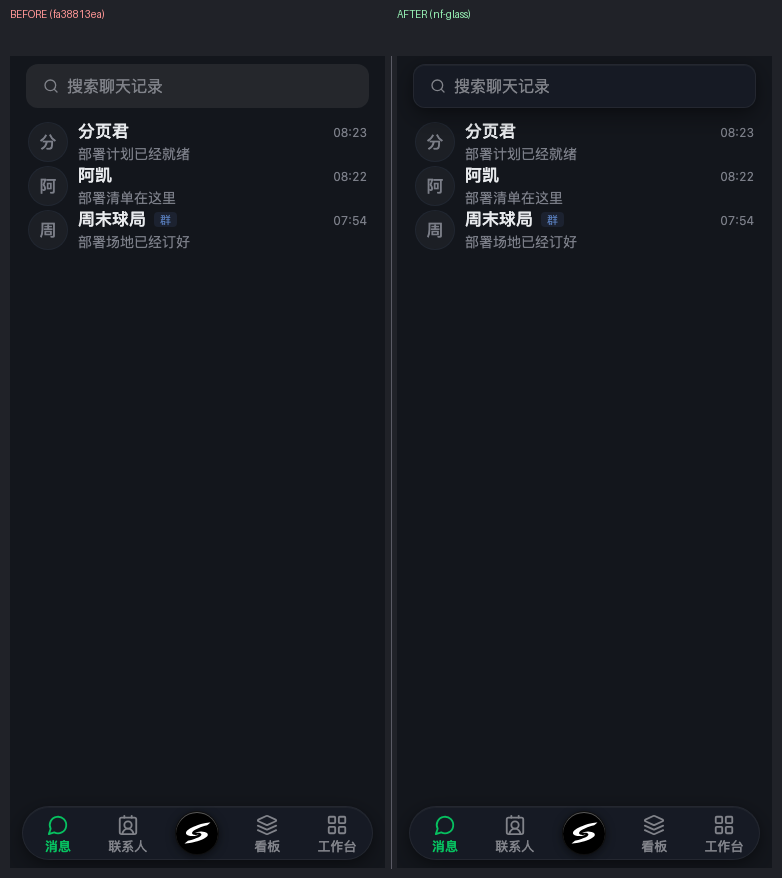 BEFORE (fa38813ea)
搜索聊天记录
分
分页君
08:23
部署计划已经就绪
阿
阿凯
08:22
部署清单在这里
周
周末球局 群
07:54
部署场地已经订好
消息
联系人
看板
工作台
AFTER (nf-glass)
搜索聊天记录
分
分页君
08:23
部署计划已经就绪
阿
阿凯
08:22
部署清单在这里
周
周末球局 群
07:54
部署场地已经订好
消息
联系人
看板
工作台